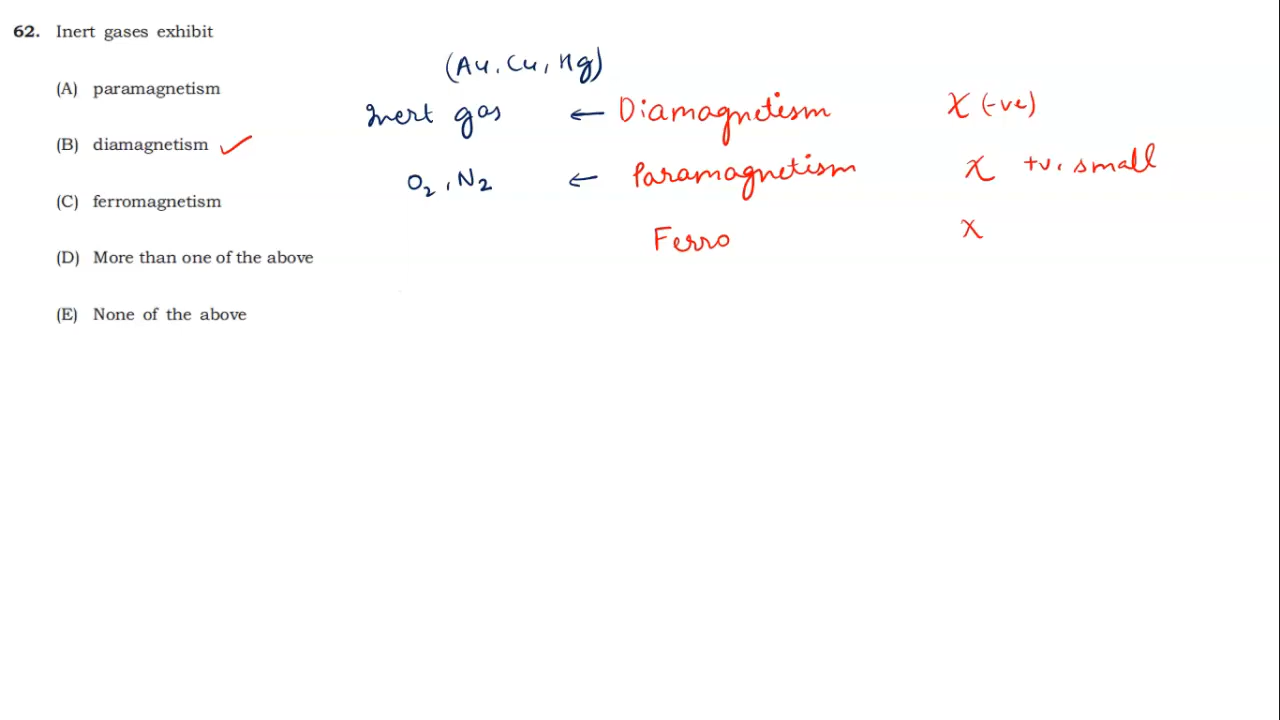 62. Inert gases exhibit
(Au, Cu, Hg)
(A) paramagnetism
Inert gas ← Diamagnetism χ (-ve)
(B) diamagnetism ✓
O2, N2 ← Paramagnetism χ +v. small
(C) ferromagnetism
Ferro χ
(D) More than one of the above
(E) None of the above